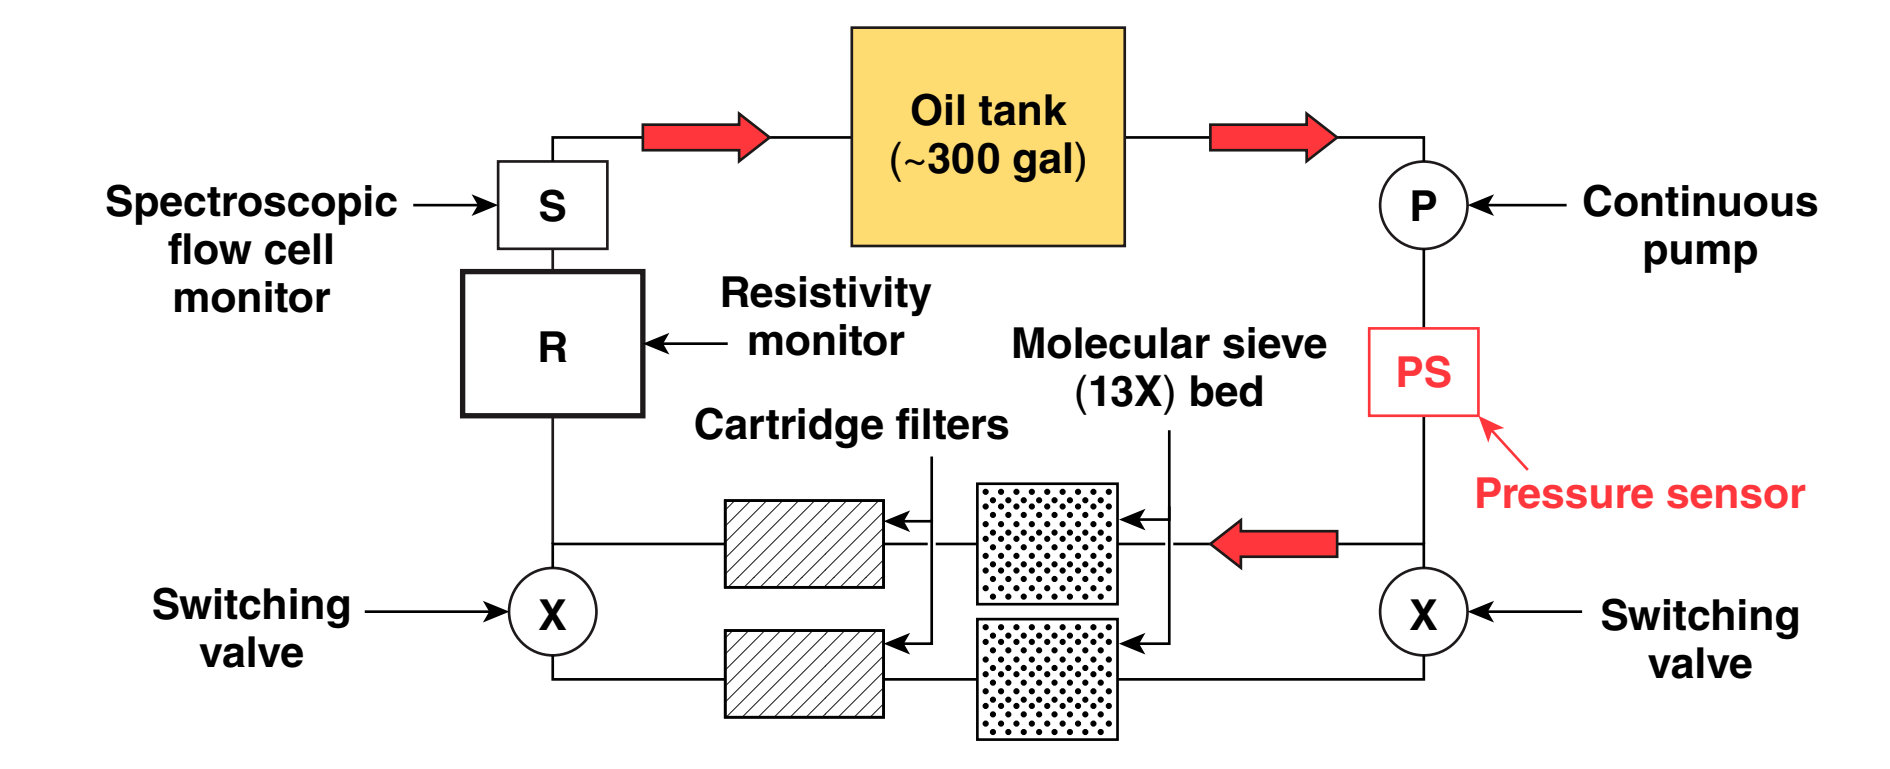 Oil tank
(~300 gal)
Spectroscopic
flow cell
monitor
S
P
Continuous
pump
R
Resistivity
monitor
Molecular sieve
(13X) bed
PS
Cartridge filters
Pressure sensor
Switching
valve
X
X
Switching
valve